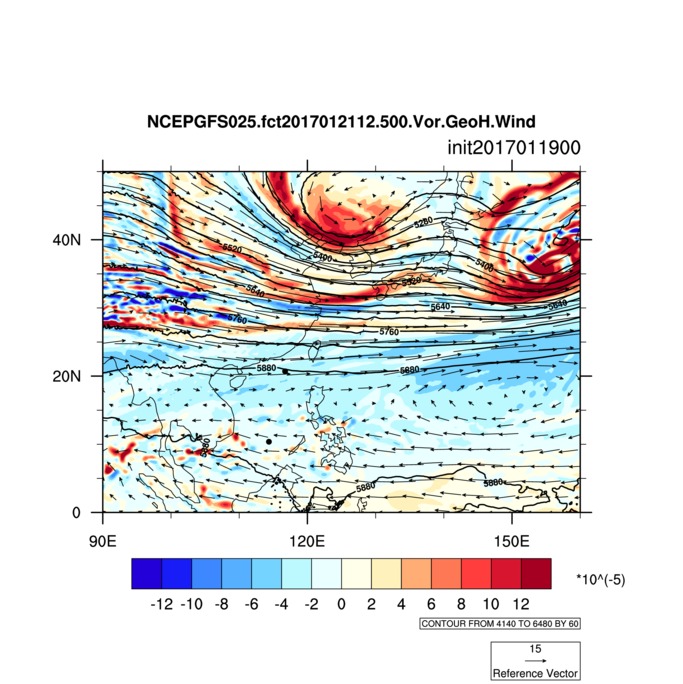 NCEPGFS025.fct2017012112.500.Vor.GeoH.Wind
init2017011900
40N
20N
0
5280
5520
5400
5400
5520
5640
5640
5640
5760
5760
5880
5880
5880
5880
5880
90E 120E 150E
-12 -10 -8 -6 -4 -2 0 2 4 6 8 10 12
*10^(-5)
CONTOUR FROM 4140 TO 6480 BY 60
15
Reference Vector